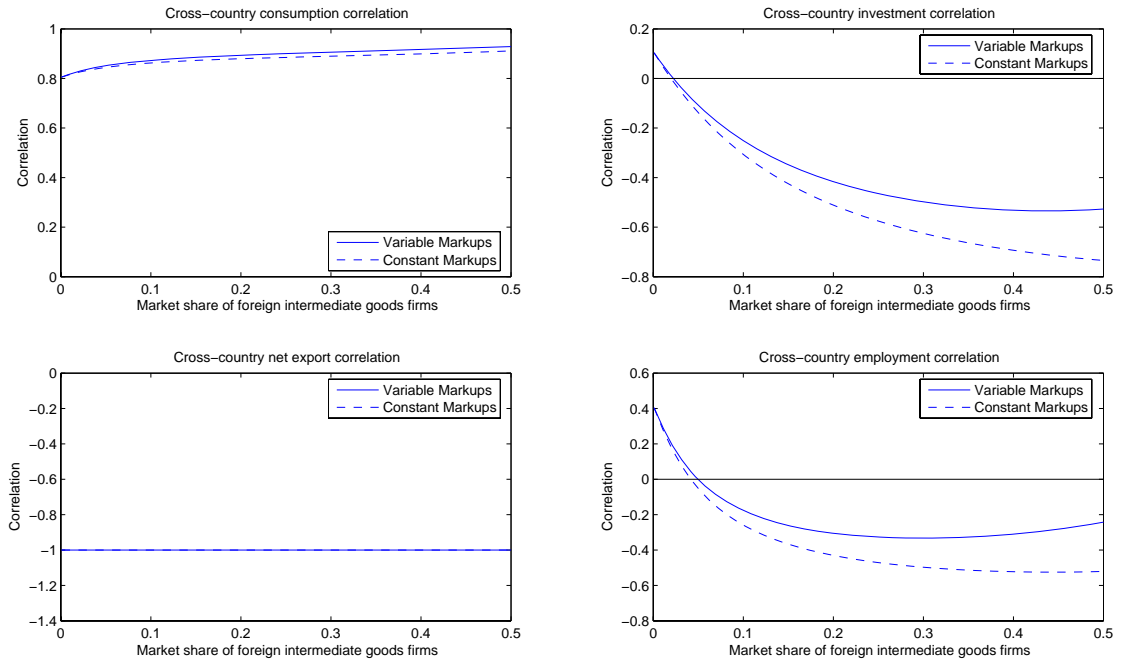 Cross−country consumption correlation
1
0.8
0.6
0.4
0.2
0
Correlation
Variable Markups
Constant Markups
0 0.1 0.2 0.3 0.4 0.5
Market share of foreign intermediate goods firms
Cross−country investment correlation
0.2
0
−0.2
−0.4
−0.6
−0.8
Correlation
Variable Markups
Constant Markups
0 0.1 0.2 0.3 0.4 0.5
Market share of foreign intermediate goods firms
Cross−country net export correlation
0
−0.2
−0.4
−0.6
−0.8
−1
−1.2
−1.4
Correlation
Variable Markups
Constant Markups
0 0.1 0.2 0.3 0.4 0.5
Market share of foreign intermediate goods firms
Cross−country employment correlation
0.6
0.4
0.2
0
−0.2
−0.4
−0.6
−0.8
Correlation
Variable Markups
Constant Markups
0 0.1 0.2 0.3 0.4 0.5
Market share of foreign intermediate goods firms